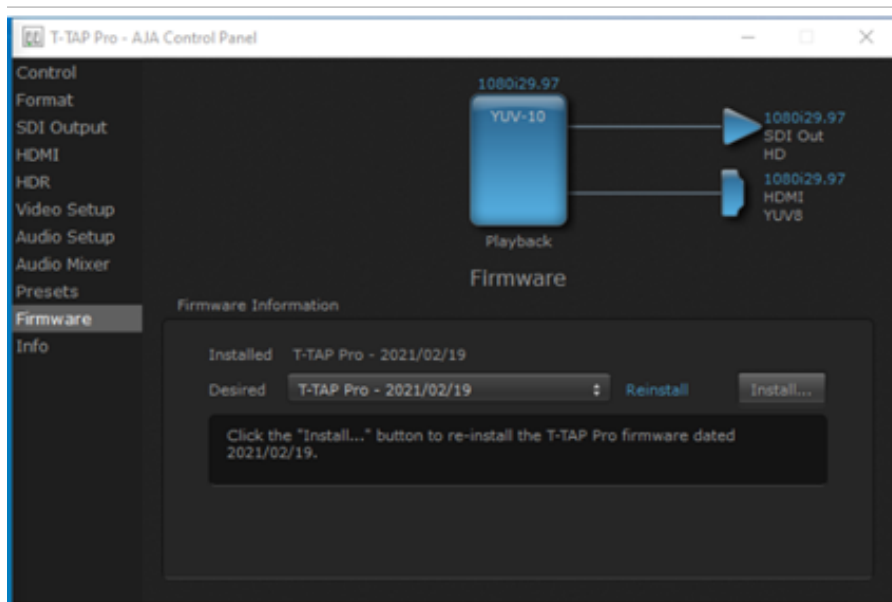 T-TAP Pro - AJA Control Panel
Control
Format
SDI Output
HDMI
HDR
Video Setup
Audio Setup
Audio Mixer
Presets
Firmware
Info
1080i29.97
YUV-10
Playback
1080i29.97
SDI Out
HD
1080i29.97
HDMI
YUV8
Firmware
Firmware Information
Installed T-TAP Pro - 2021/02/19
Desired T-TAP Pro - 2021/02/19 Reinstall Install...
Click the "Install..." button to re-install the T-TAP Pro firmware dated
2021/02/19.